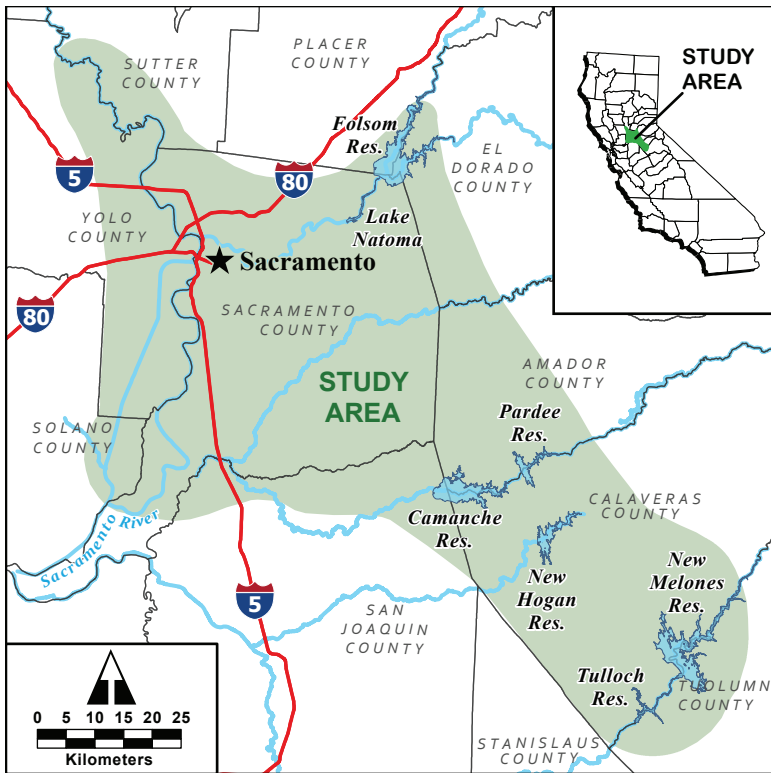 PLACER
COUNTY
SUTTER
COUNTY
STUDY
AREA
Folsom
Res.
EL
DORADO
COUNTY
5
80
YOLO
COUNTY
Lake
Natoma
Sacramento
80
SACRAMENTO
COUNTY
STUDY
AREA
AMADOR
COUNTY
Pardee
Res.
SOLANO
COUNTY
Camanche
Res.
CALAVERAS
COUNTY
Sacramento River
New
Hogan
Res.
New
Melones
Res.
5
SAN
JOAQUIN
COUNTY
Tulloch
Res.
TUOLUMN
COUNTY
STANISLAUS
COUNTY
0 5 10 15 20 25
Kilometers